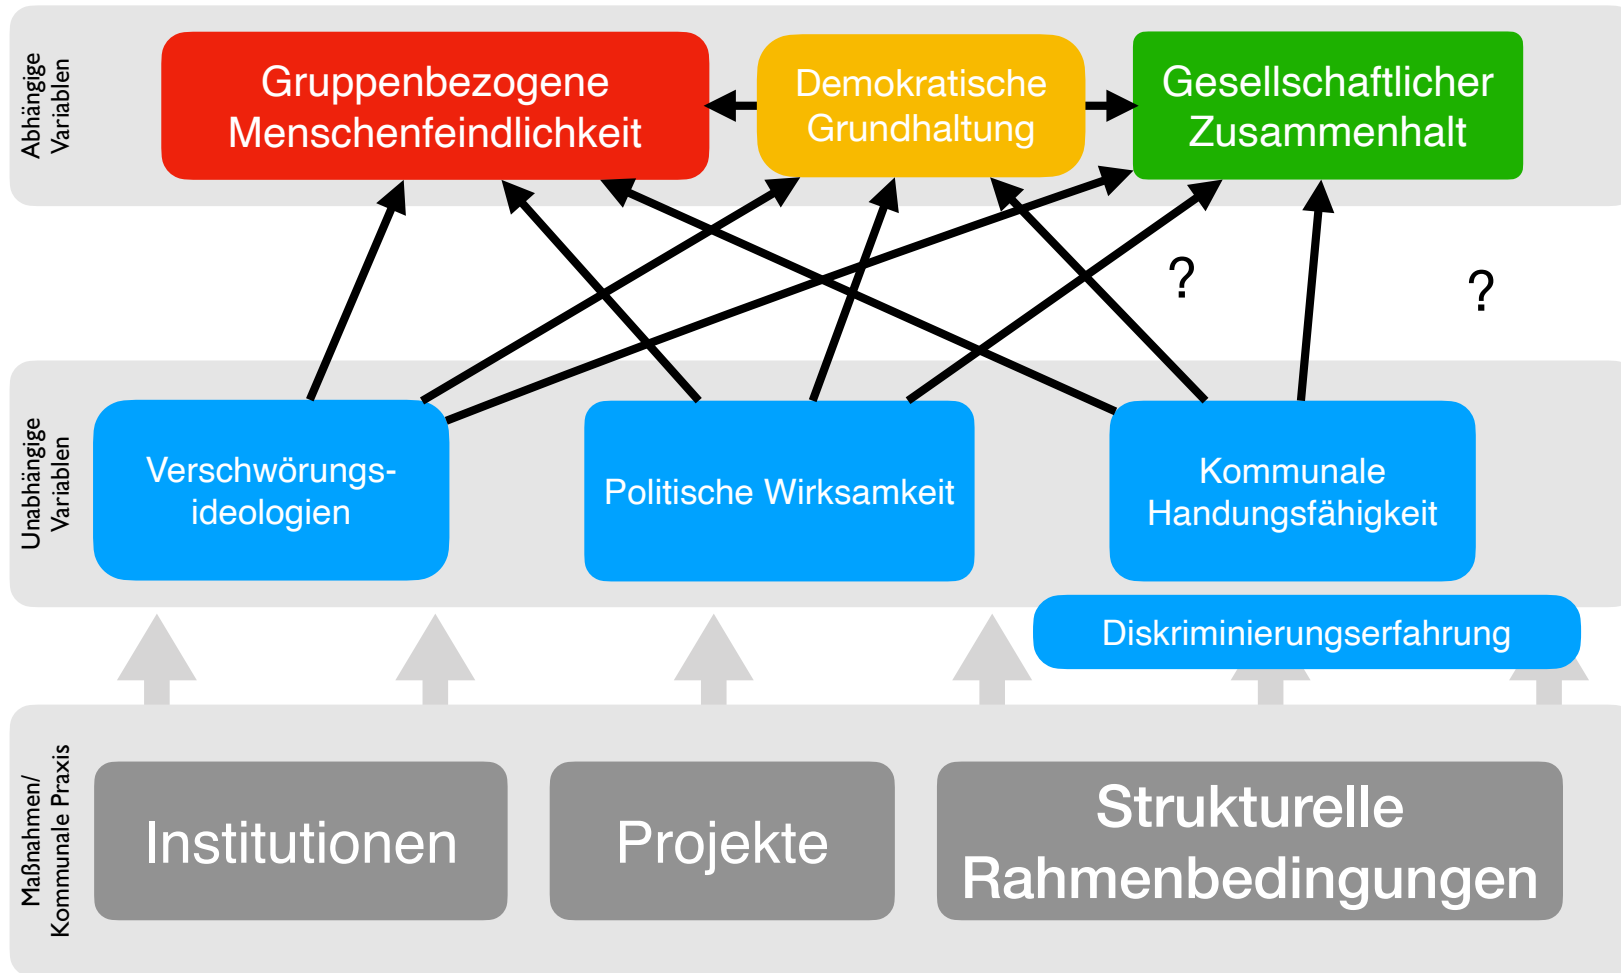 Abhängige
Variablen
Gruppenbezogene
Menschenfeindlichkeit
Demokratische
Grundhaltung
Gesellschaftlicher
Zusammenhalt
?
?
Unabhängige
Variablen
Verschwörungs-
ideologien
Politische Wirksamkeit
Kommunale
Handungsfähigkeit
Diskriminierungserfahrung
Maßnahmen/
Kommunale Praxis
Institutionen
Projekte
Strukturelle
Rahmenbedingungen